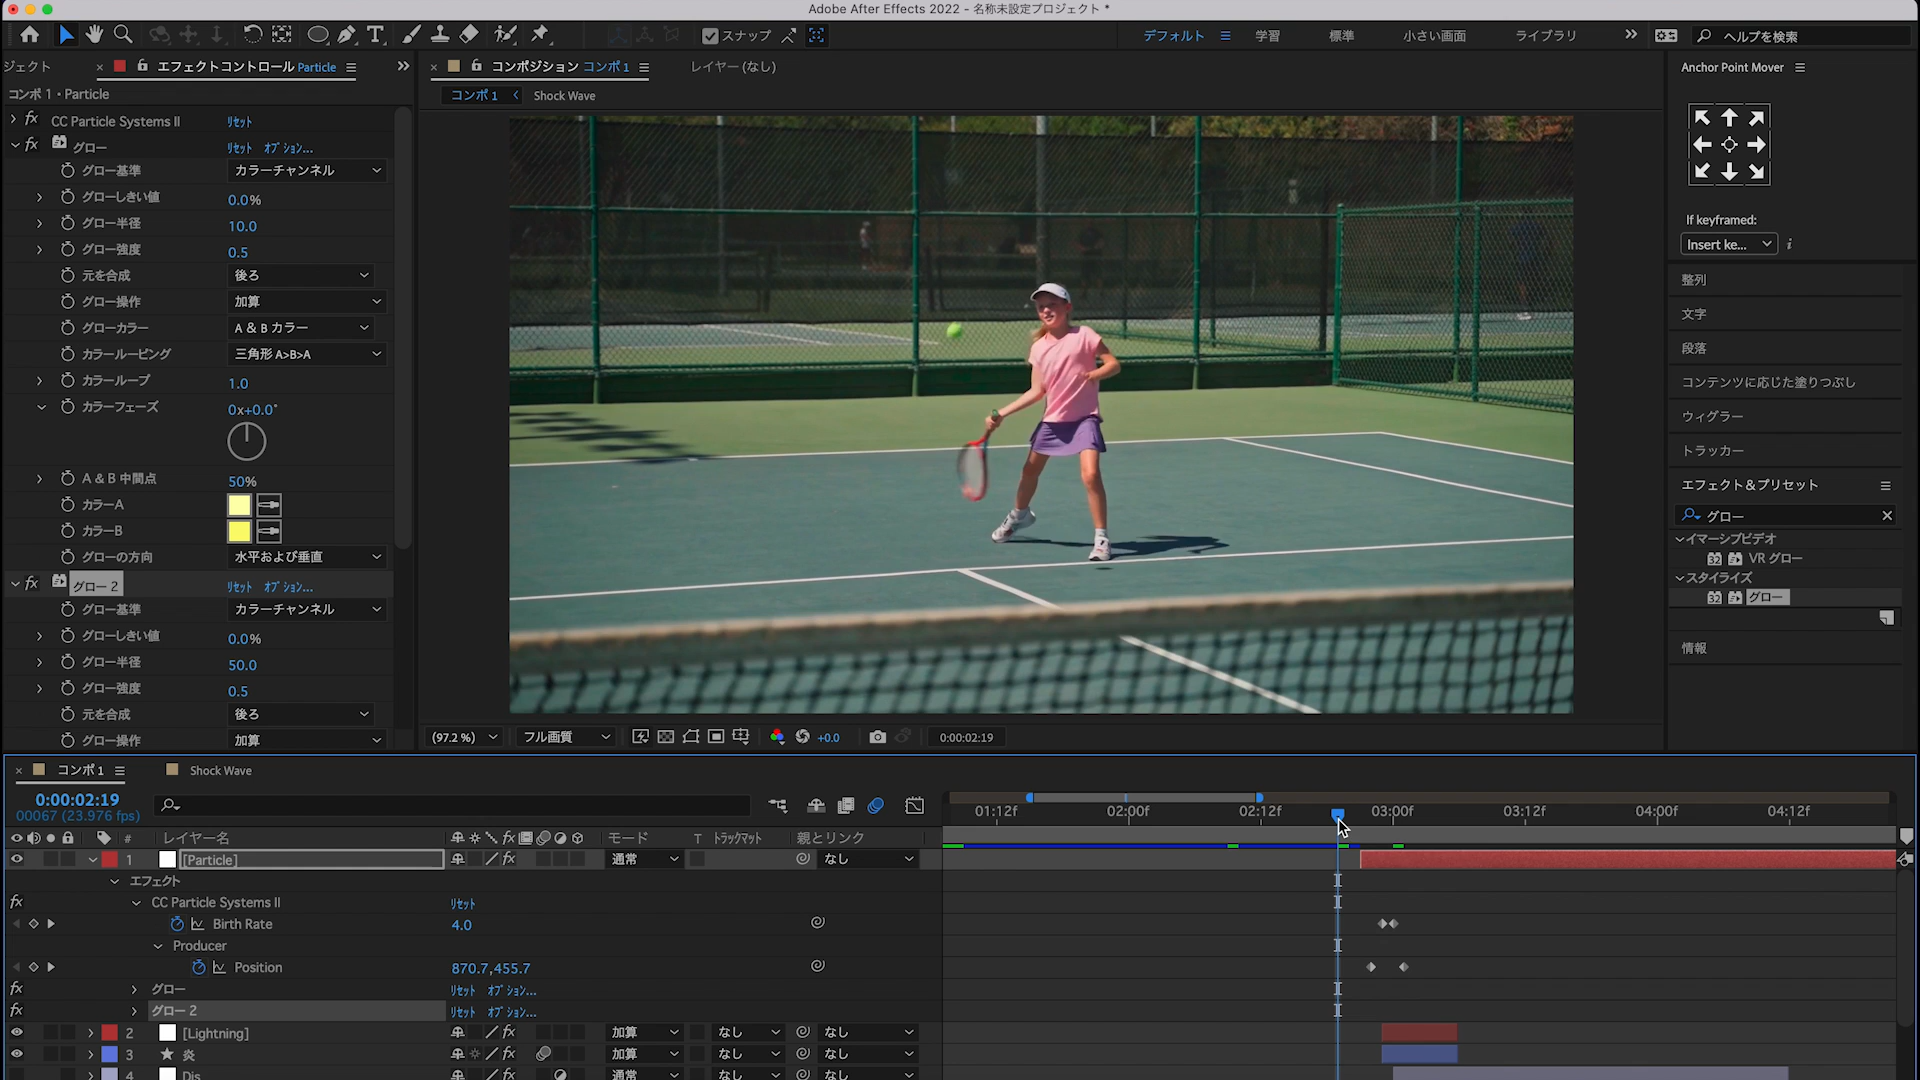 Adobe After Effects 2022 - 名称未設定プロジェクト *
スナップ
デフォルト
学習
標準
小さい画面
ライブラリ
ヘルプを検索
ジェクト
エフェクトコントロール Particle
コンポジション コンポ 1
レイヤー (なし)
コンポ 1・Particle
コンポ 1
Shock Wave
CC Particle Systems II リセット
グロー リセット オプション...
グロー基準 カラーチャンネル
グローしきい値 0.0%
グロー半径 10.0
グロー強度 0.5
元を合成 後ろ
グロー操作 加算
グローカラー A & B カラー
カラールーピング 三角形 A>B>A
カラーループ 1.0
カラーフェーズ 0x+0.0°
A & B 中間点 50%
カラーA
カラーB
グローの方向 水平および垂直
グロー 2 リセット オプション...
グロー基準 カラーチャンネル
グローしきい値 0.0%
グロー半径 50.0
グロー強度 0.5
元を合成 後ろ
グロー操作 加算
(97.2 %)
フル画質
+0.0
0:00:02:19
Anchor Point Mover
If keyframed:
Insert ke...
i
整列
文字
段落
コンテンツに応じた塗りつぶし
ウィグラー
トラッカー
エフェクト&プリセット
グロー
イマーシブビデオ
32 VR グロー
スタイライズ
32 グロー
情報
コンポ 1
Shock Wave
0:00:02:19
00067 (23.976 fps)
01:12f 02:00f 02:12f 03:00f 03:12f 04:00f 04:12f
# レイヤー名 fx モード T トラックマット 親とリンク
1 [Particle] fx 通常 なし
エフェクト
fx CC Particle Systems II リセット
Birth Rate 4.0
Producer
Position 870.7,455.7
fx グロー リセット オプション...
fx グロー 2 リセット オプション...
2 [Lightning] fx 加算 なし なし
3 炎 fx 加算 なし なし
4 Dis fx 通常 なし なし